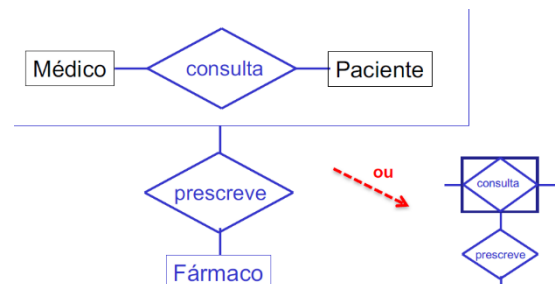 Médico consulta Paciente
prescreve
ou
Fármaco
consulta
prescreve